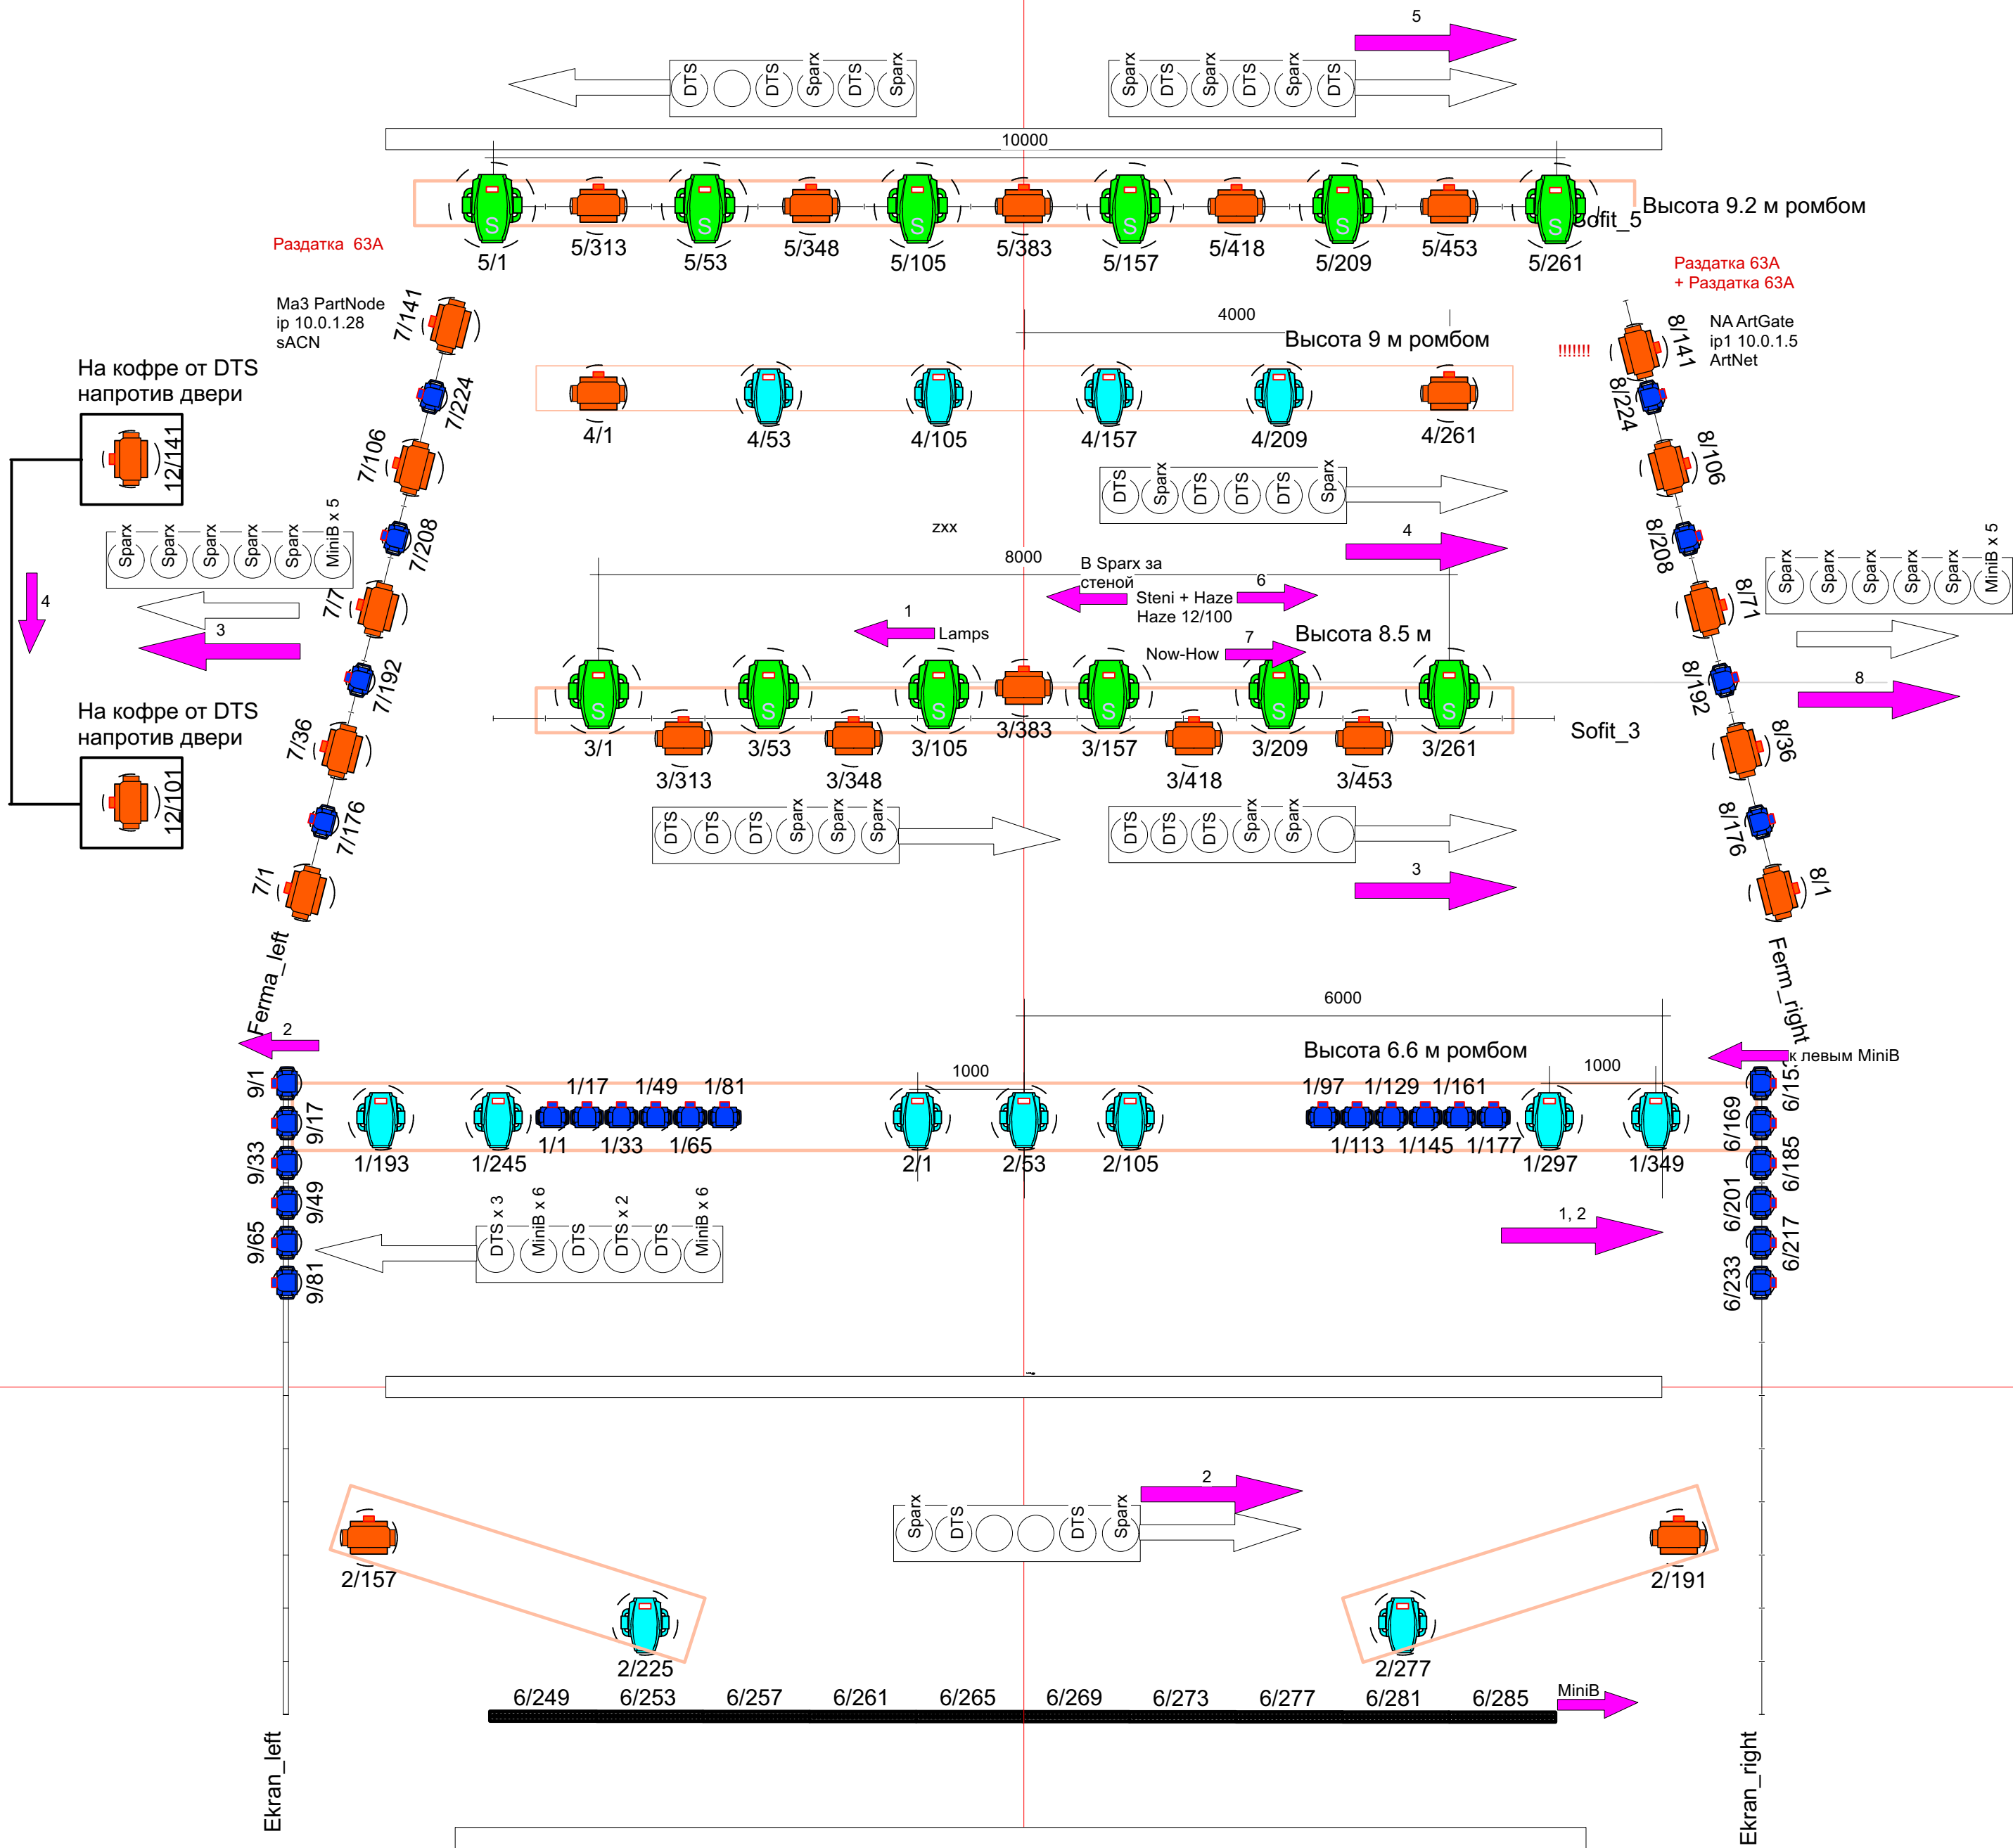 5
DTS DTS Sparx DTS Sparx
Sparx DTS Sparx DTS Sparx DTS
10000
Высота 9.2 м ромбом
Sofit_5
5/1 5/313 5/53 5/348 5/105 5/383 5/157 5/418 5/209 5/453 5/261
Раздатка 63А
Раздатка 63А
+ Раздатка 63А
Ma3 PartNode
ip 10.0.1.28
sACN
NA ArtGate
ip1 10.0.1.5
ArtNet
!!!!!!!
4000
Высота 9 м ромбом
4/1 4/53 4/105 4/157 4/209 4/261
На кофре от DTS
напротив двери
12/141
7/141
7/224
7/106
7/208
7/7
7/192
7/36
7/176
7/1
Ferma_left
8/141
8/224
8/106
8/208
8/71
8/192
8/36
8/176
8/1
Ferm_right
DTS Sparx DTS DTS DTS Sparx
4
Sparx Sparx Sparx Sparx Sparx MiniB x 5
3
4
Sparx Sparx Sparx Sparx Sparx MiniB x 5
8
На кофре от DTS
напротив двери
12/101
zxx
8000
В Sparx за
стеной
6
Steni + Haze
Haze 12/100
1
Lamps
7
Now-How
Высота 8.5 м
Sofit_3
3/1 3/53 3/105 3/383 3/157 3/209 3/261
3/313 3/348 3/418 3/453
DTS DTS DTS Sparx Sparx Sparx
DTS DTS DTS Sparx Sparx
3
6000
2
Высота 6.6 м ромбом
к левым MiniB
1000
1000
1/17 1/49 1/81
1/97 1/129 1/161
1/1 1/33 1/65
1/113 1/145 1/177
1/193 1/245 2/1 2/53 2/105 1/297 1/349
9/1
9/17
9/33
9/49
9/65
9/81
6/169
6/185
6/201
6/217
6/233
DTS x 3 MiniB x 6 DTS DTS x 2 DTS MiniB x 6
1, 2
2
Sparx DTS DTS Sparx
2/157
2/191
2/225
2/277
6/249 6/253 6/257 6/261 6/265 6/269 6/273 6/277 6/281 6/285
MiniB
Ekran_left
Ekran_right